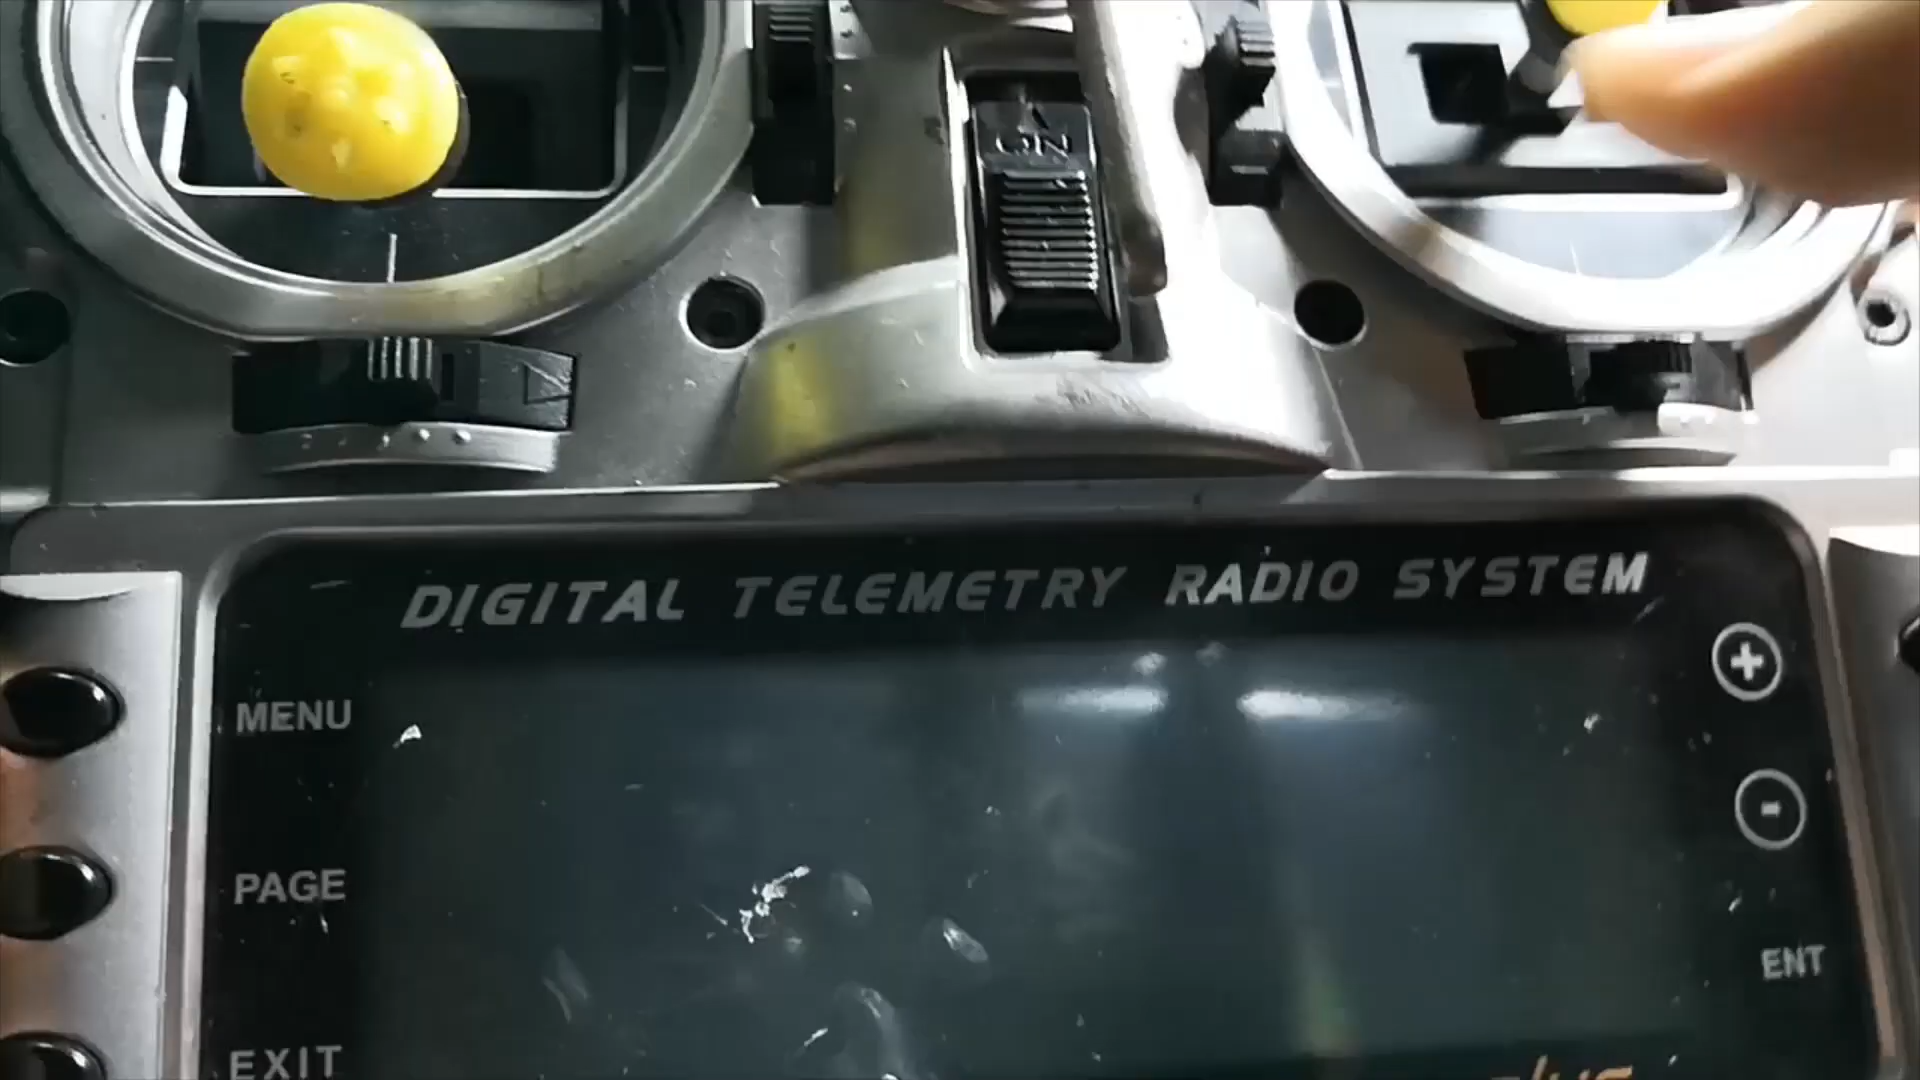 ON
DIGITAL TELEMETRY RADIO SYSTEM
MENU
PAGE
EXIT
+
-
ENT